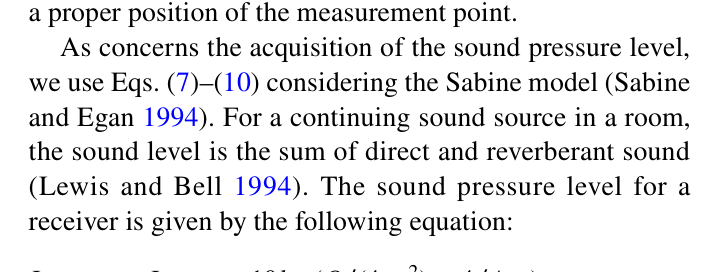 a proper position of the measurement point.
As concerns the acquisition of the sound pressure level,
we use Eqs. (7)–(10) considering the Sabine model (Sabine
and Egan 1994). For a continuing sound source in a room,
the sound level is the sum of direct and reverberant sound
(Lewis and Bell 1994). The sound pressure level for a
receiver is given by the following equation: